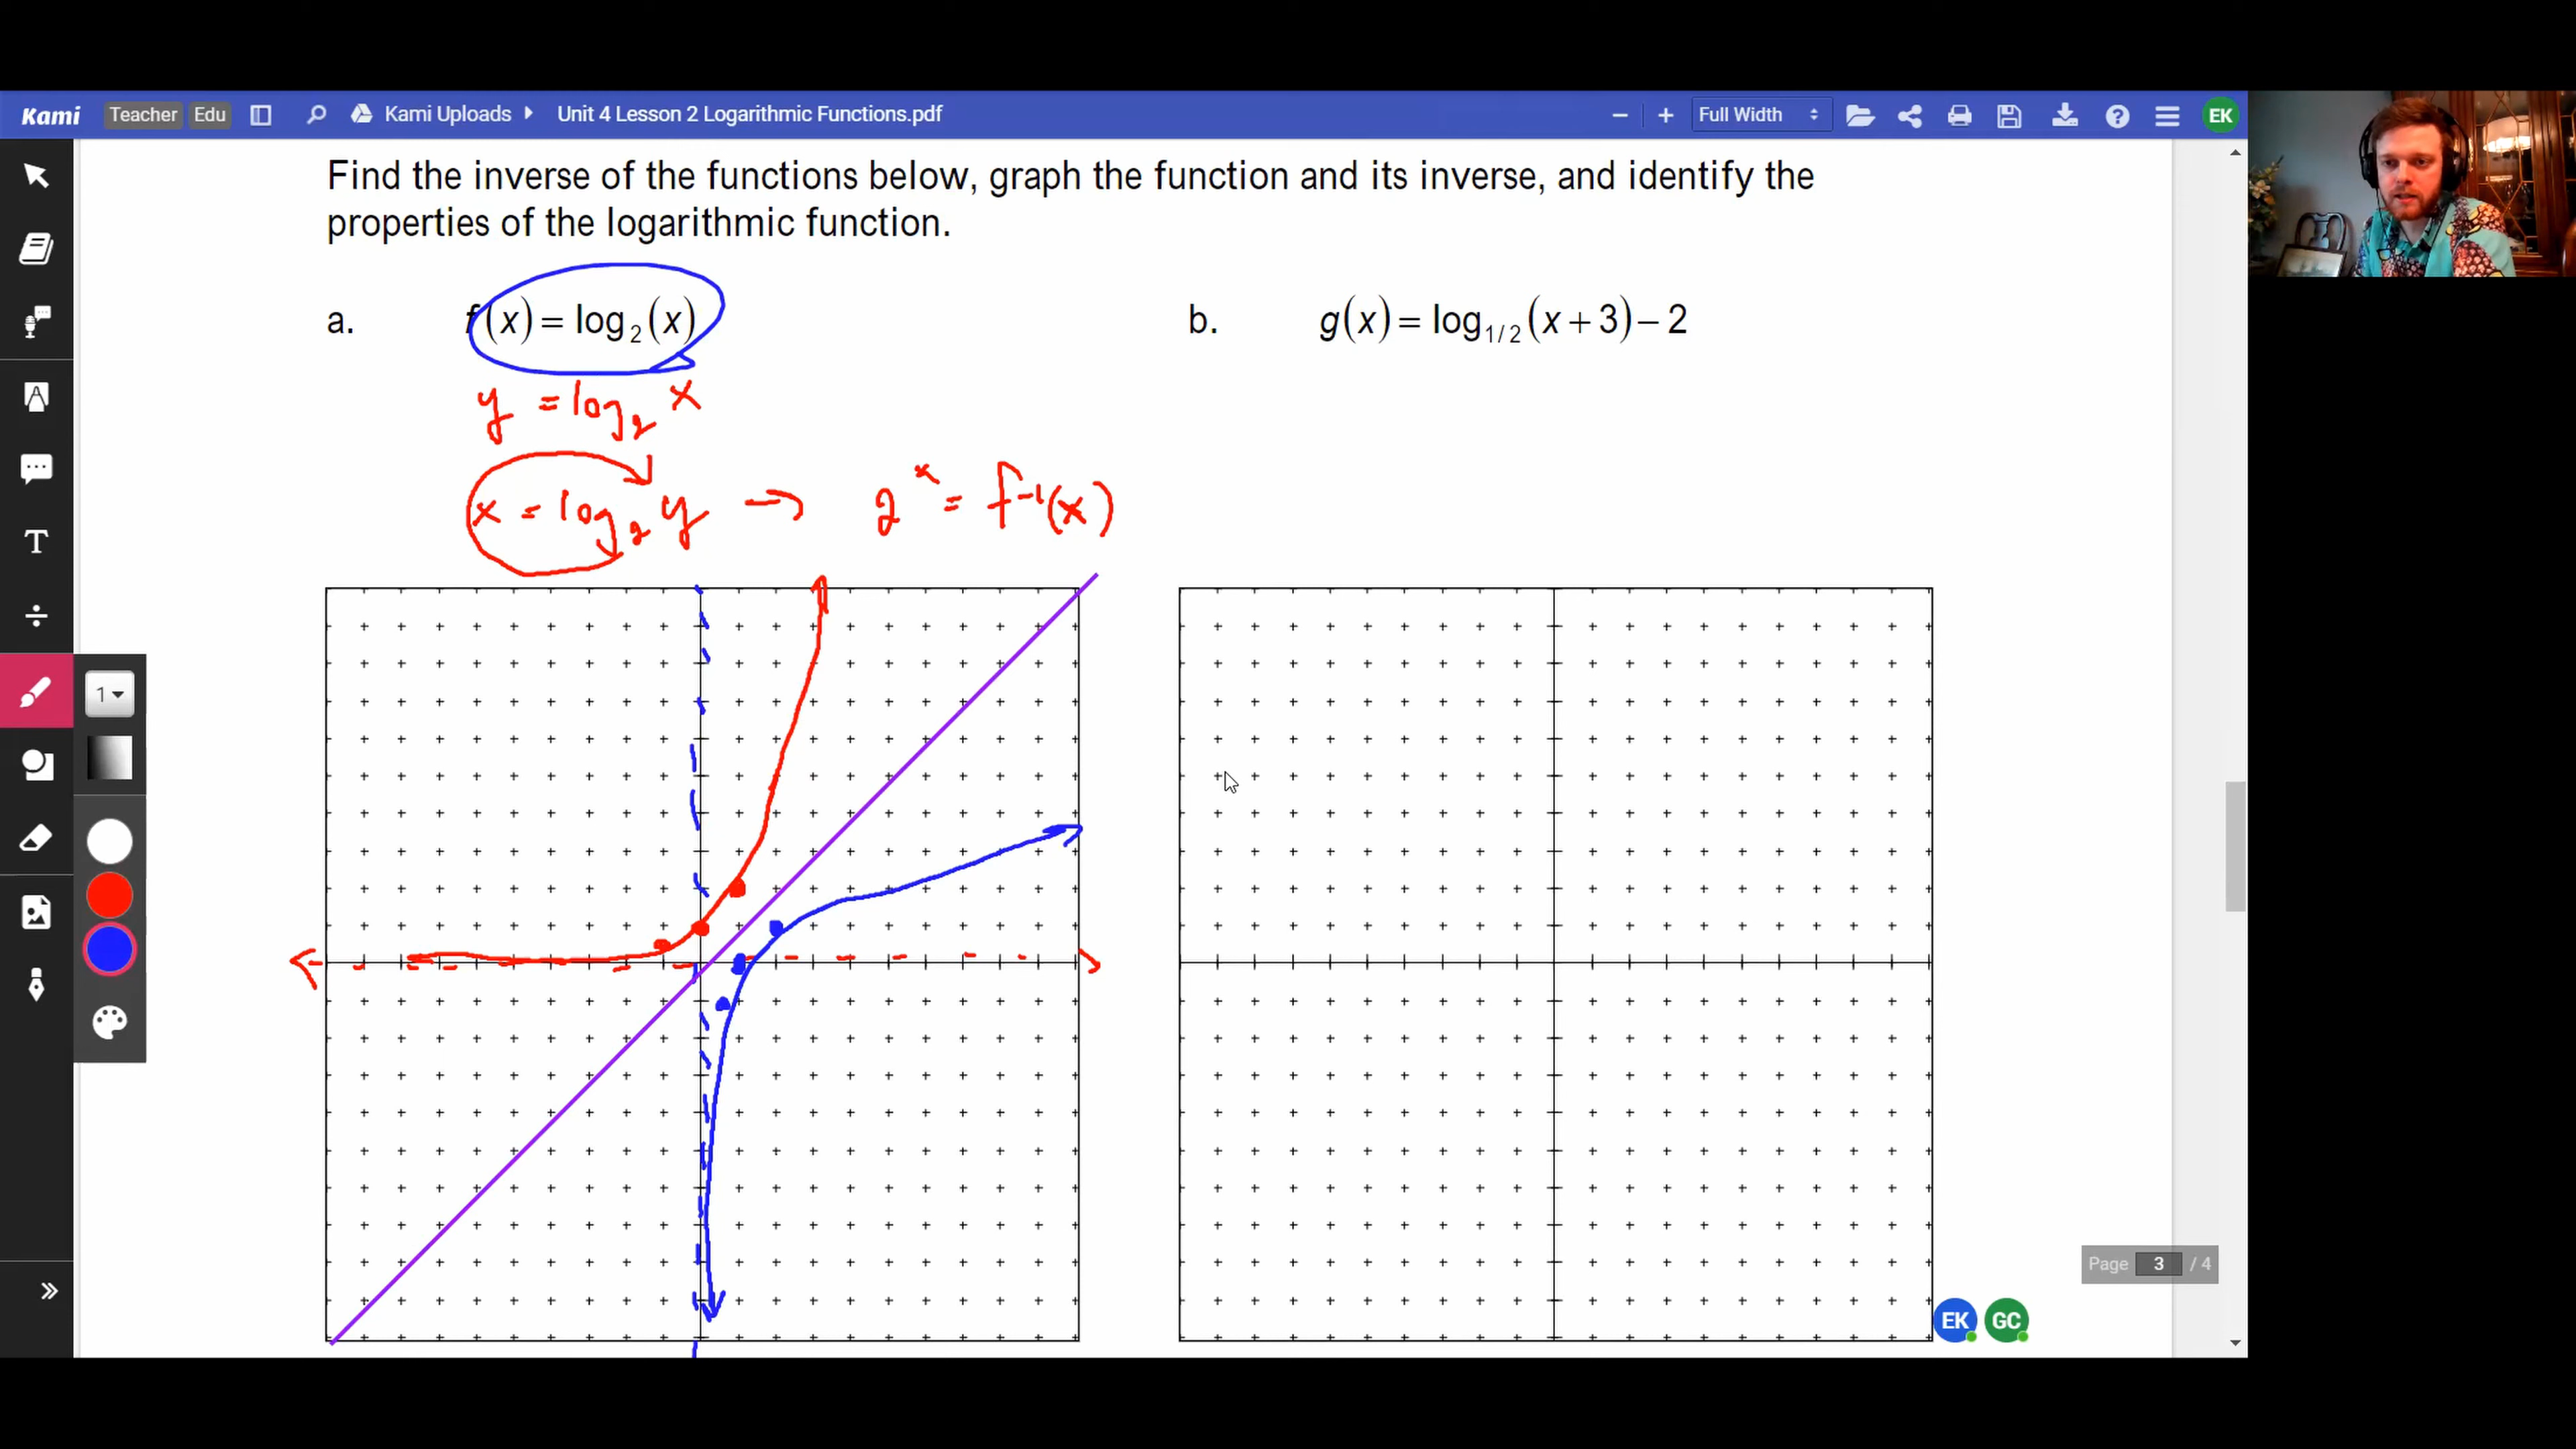 Kami Teacher Edu Kami Uploads Unit 4 Lesson 2 Logarithmic Functions.pdf Full Width EK
Find the inverse of the functions below, graph the function and its inverse, and identify the
properties of the logarithmic function.
a. f(x) = log₂(x) b. g(x) = log₁/₂(x + 3) − 2
y = log₂ x
x = log₂ y → 2ˣ = f⁻¹(x)
1
Page 3 / 4
EK GC